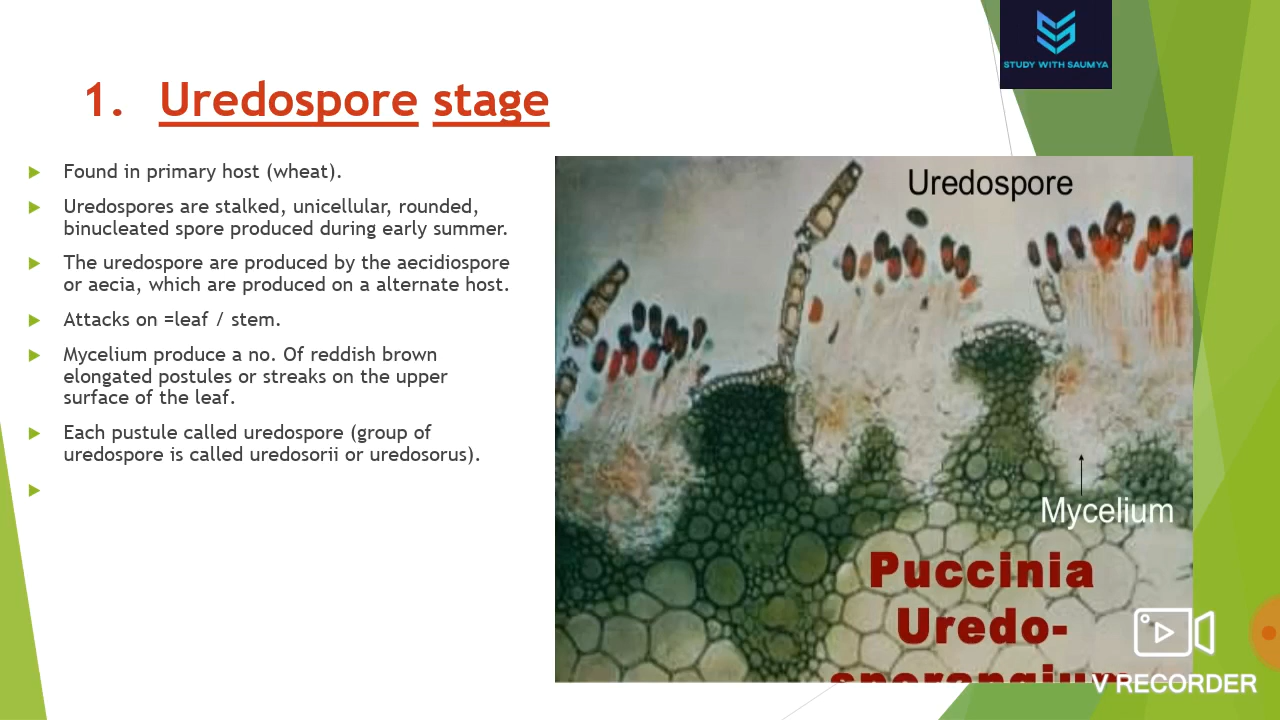 STUDY WITH SAUMYA
1. Uredospore stage
Found in primary host (wheat).
Uredospores are stalked, unicellular, rounded,
binucleated spore produced during early summer.
The uredospore are produced by the aecidiospore
or aecia, which are produced on a alternate host.
Attacks on =leaf / stem.
Mycelium produce a no. Of reddish brown
elongated postules or streaks on the upper
surface of the leaf.
Each pustule called uredospore (group of
uredospore is called uredosorii or uredosorus).
Uredospore
Mycelium
Puccinia
Uredo-
sporangium
V RECORDER